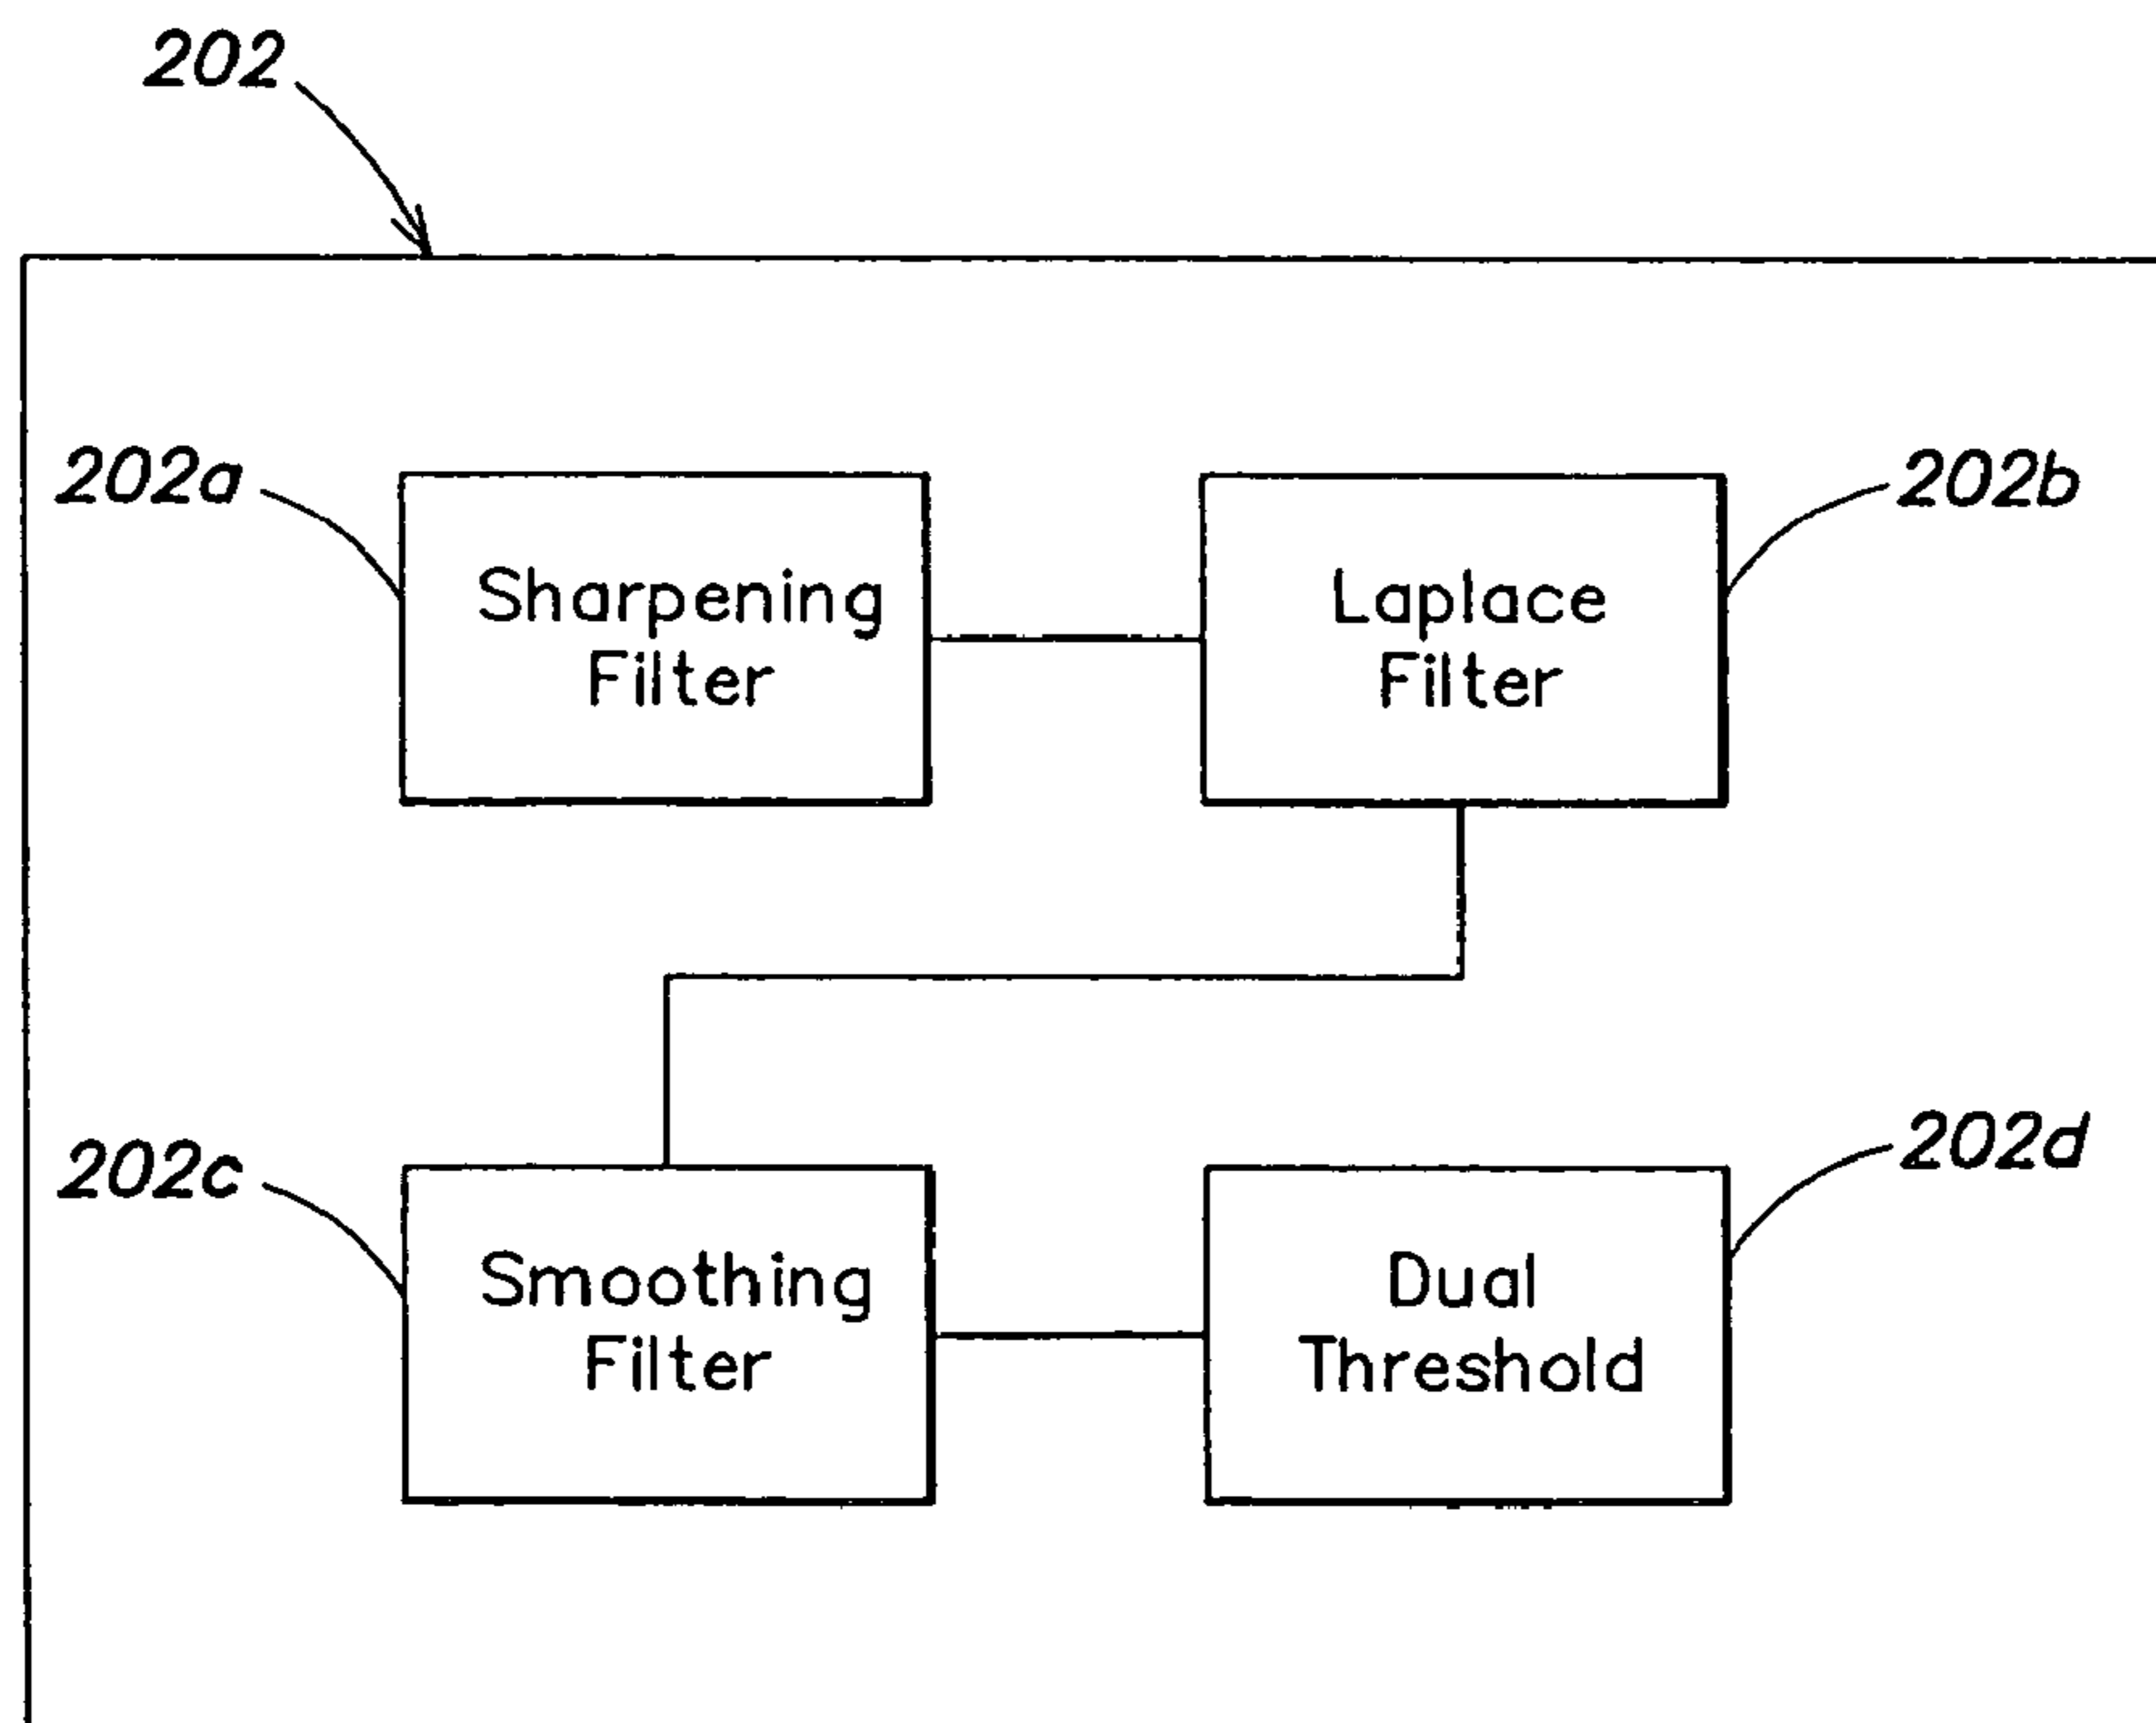 202
202a
202b
Sharpening
Filter
Laplace
Filter
202c
202d
Smoothing
Filter
Dual
Threshold